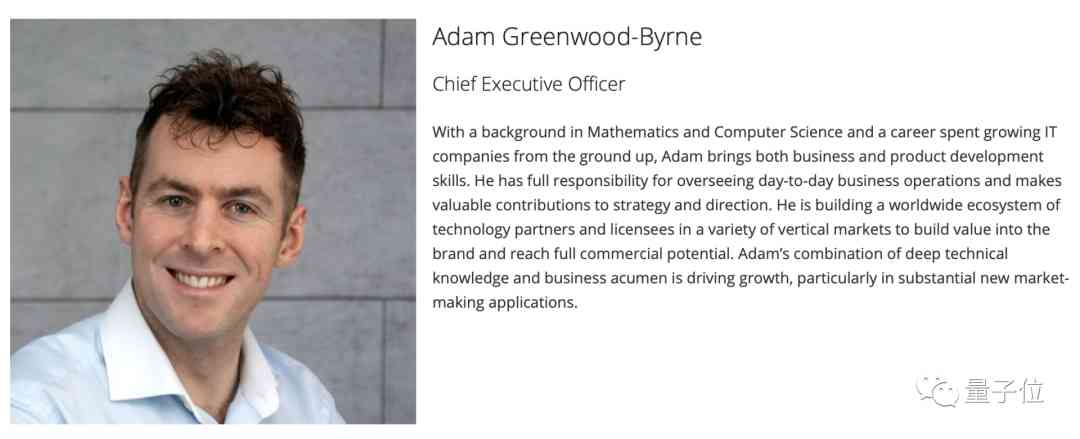 Adam Greenwood-Byrne
Chief Executive Officer
With a background in Mathematics and Computer Science and a career spent growing IT
companies from the ground up, Adam brings both business and product development
skills. He has full responsibility for overseeing day-to-day business operations and makes
valuable contributions to strategy and direction. He is building a worldwide ecosystem of
technology partners and licensees in a variety of vertical markets to build value into the
brand and reach full commercial potential. Adam’s combination of deep technical
knowledge and business acumen is driving growth, particularly in substantial new market-
making applications.
量子位